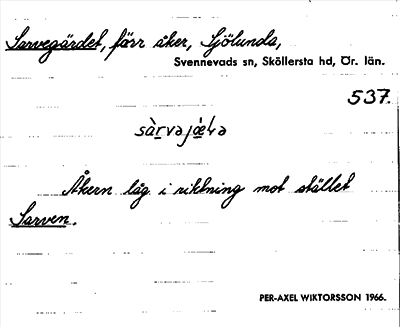 Sarvegärdet, förr åker, Sjölunda,
Svennevads sn, Sköllersta hd, Ör. län.
537.
Åkern låg i riktning mot stället
Sarven.
PER-AXEL WIKTORSSON 1966.